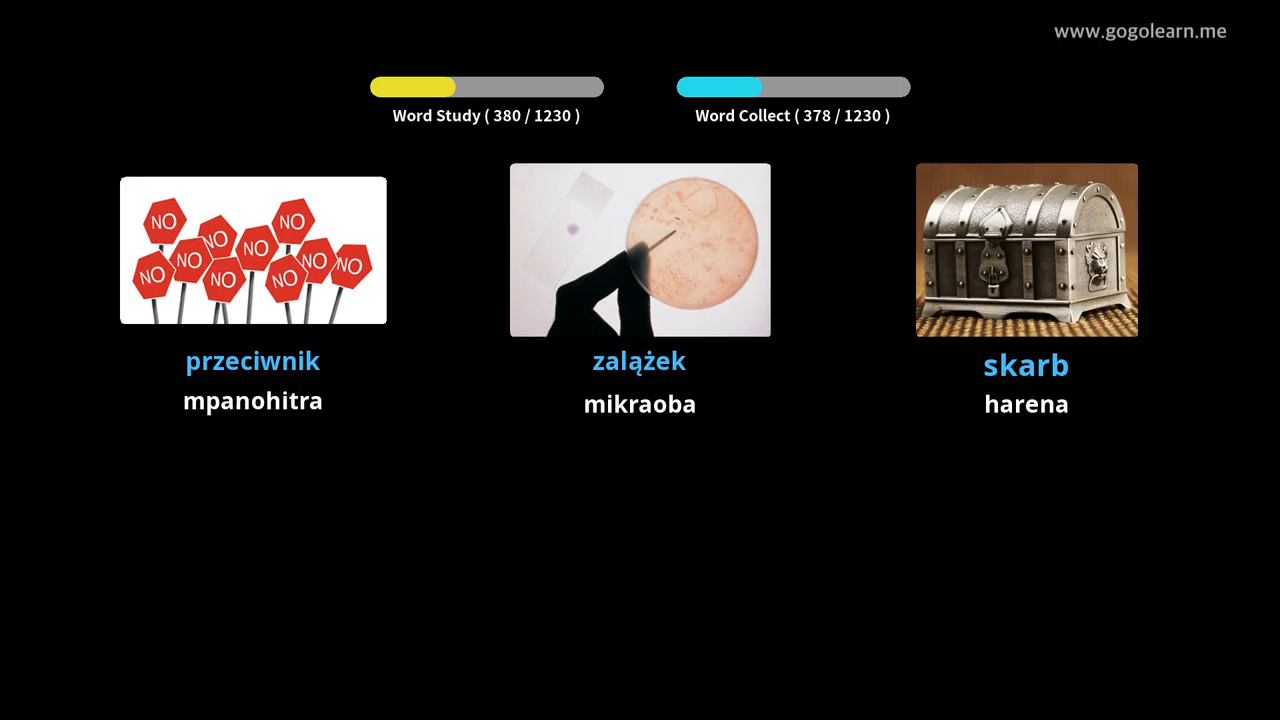 www.gogolearn.me
Word Study ( 380 / 1230 )
Word Collect ( 378 / 1230 )
NO
NO
NO
NO
NO
NO
NO
NO
NO
NO
przeciwnik
mpanohitra
zalążek
mikraoba
skarb
harena